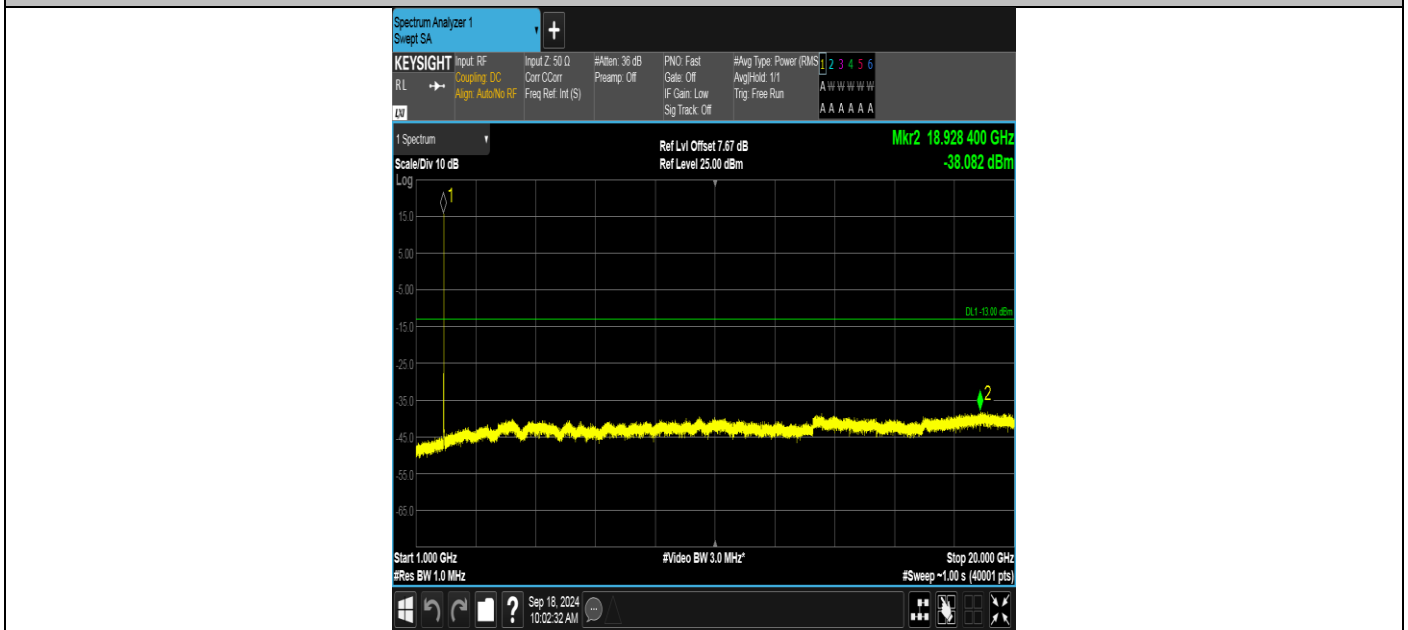 Spectrum Analyzer 1
Swept SA
+
KEYSIGHT
RL
LXI
Input: RF
Coupling: DC
Align: Auto/No RF
Input Z: 50 Ω
Corr CCorr
Freq Ref: Int (S)
#Atten: 36 dB
Preamp: Off
PNO: Fast
Gate: Off
IF Gain: Low
Sig Track: Off
#Avg Type: Power (RMS
Avg|Hold: 1/1
Trig: Free Run
1 2 3 4 5 6
A W W W W W
A A A A A A
1 Spectrum
Scale/Div 10 dB
Log
Ref Lvl Offset 7.67 dB
Ref Level 25.00 dBm
Mkr2 18.928 400 GHz
-38.082 dBm
1
15.0
5.00
-5.00
DL1 -13.00 dBm
-15.0
-25.0
-35.0
2
-45.0
-55.0
-65.0
Start 1.000 GHz
#Res BW 1.0 MHz
#Video BW 3.0 MHz*
Stop 20.000 GHz
#Sweep ~1.00 s (40001 pts)
?
Sep 18, 2024
10:02:32 AM